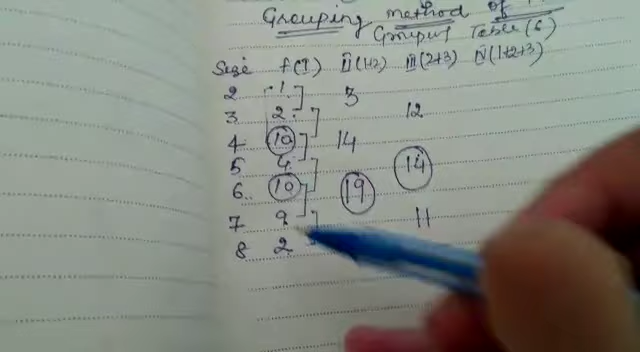 Grouping method of
Grouping Table (6)
Size f(I) II(1+2) III(2+3) IV(1+2+3)
2 1 3
3 2 12
4 10 14
5 4 14
6 10 19
7 9 11
8 2